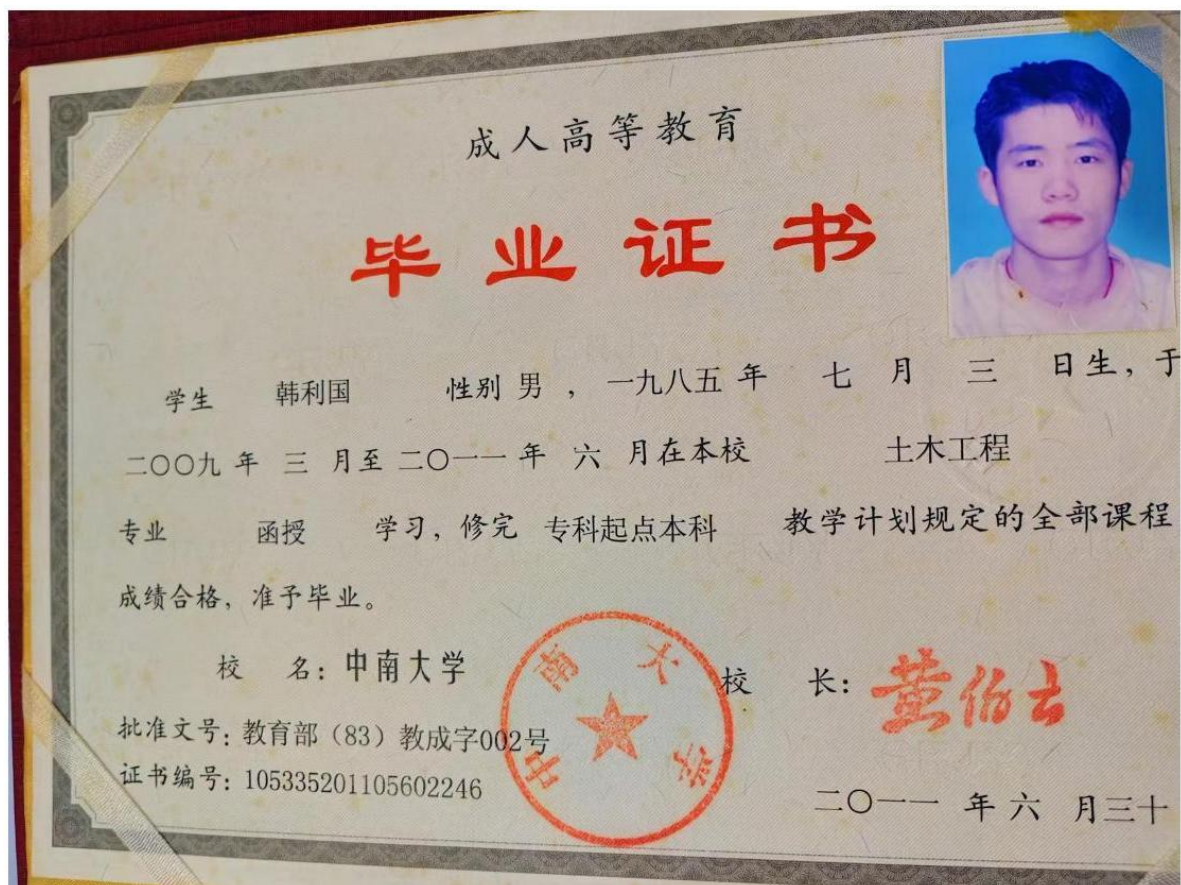 成人高等教育
毕业证书
学生 韩利国 性别 男 , 一九八五 年 七 月 三 日生, 于
二〇〇九 年 三 月至 二〇一一 年 六 月在本校 土木工程
专业 函授 学习, 修完 专科起点本科 教学计划规定的全部课程
成绩合格, 准予毕业。
校 名: 中南大学 校 长: 黄伯云
批准文号: 教育部（83）教成字002号
证书编号: 105335201105602246
二〇一一 年 六 月三十
中南大学